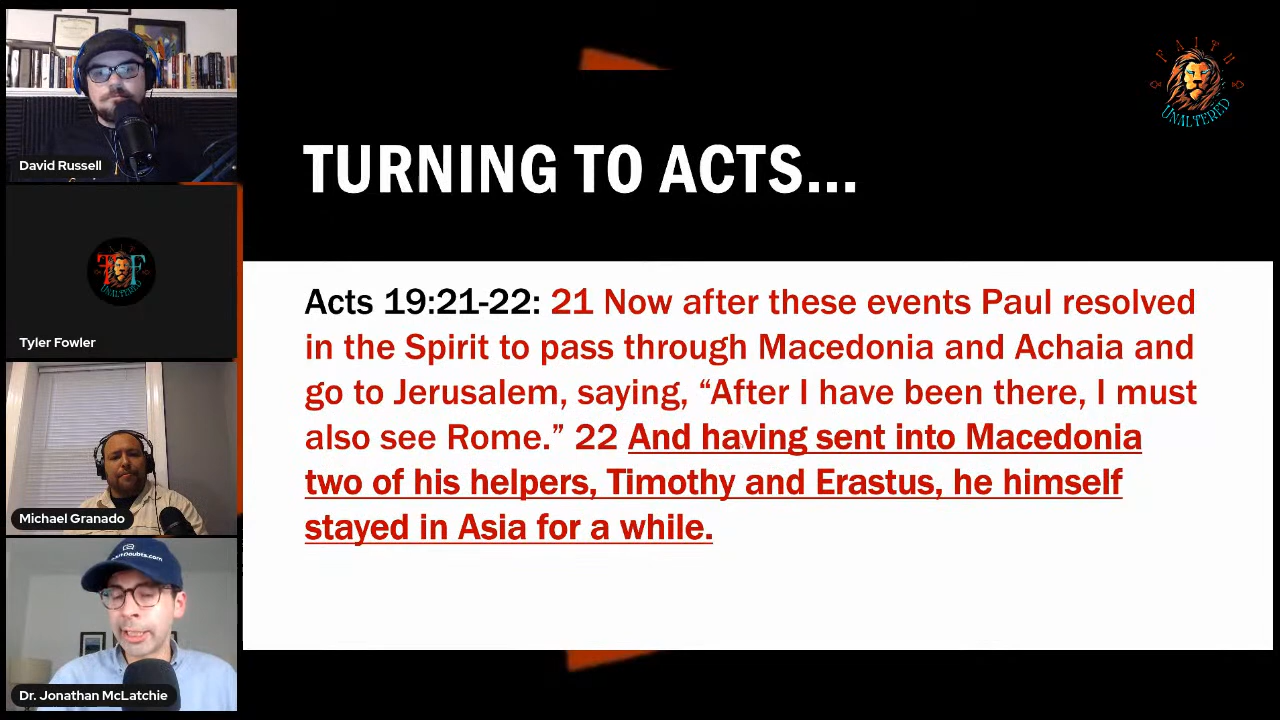 David Russell
Tyler Fowler
Michael Granado
Dr. Jonathan McLatchie
FAITH
UNALTERED
TURNING TO ACTS...
Acts 19:21-22: 21 Now after these events Paul resolved
in the Spirit to pass through Macedonia and Achaia and
go to Jerusalem, saying, “After I have been there, I must
also see Rome.” 22 And having sent into Macedonia
two of his helpers, Timothy and Erastus, he himself
stayed in Asia for a while.